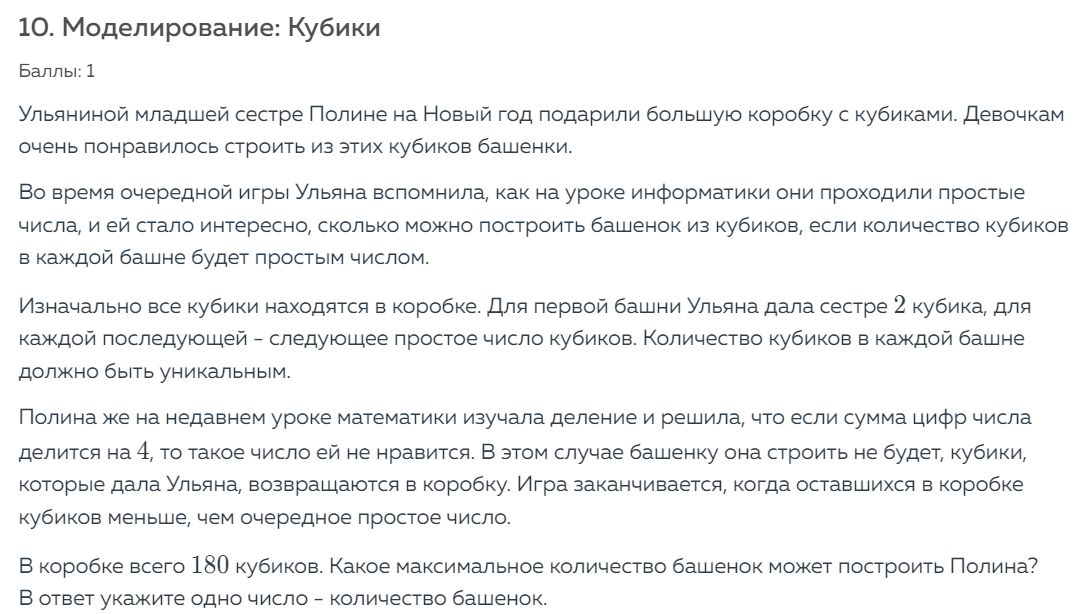 10. Моделирование: Кубики
Баллы: 1
Ульяниной младшей сестре Полине на Новый год подарили большую коробку с кубиками. Девочкам
очень понравилось строить из этих кубиков башенки.
Во время очередной игры Ульяна вспомнила, как на уроке информатики они проходили простые
числа, и ей стало интересно, сколько можно построить башенок из кубиков, если количество кубиков
в каждой башне будет простым числом.
Изначально все кубики находятся в коробке. Для первой башни Ульяна дала сестре 2 кубика, для
каждой последующей - следующее простое число кубиков. Количество кубиков в каждой башне
должно быть уникальным.
Полина же на недавнем уроке математики изучала деление и решила, что если сумма цифр числа
делится на 4, то такое число ей не нравится. В этом случае башенку она строить не будет, кубики,
которые дала Ульяна, возвращаются в коробку. Игра заканчивается, когда оставшихся в коробке
кубиков меньше, чем очередное простое число.
В коробке всего 180 кубиков. Какое максимальное количество башенок может построить Полина?
В ответ укажите одно число - количество башенок.